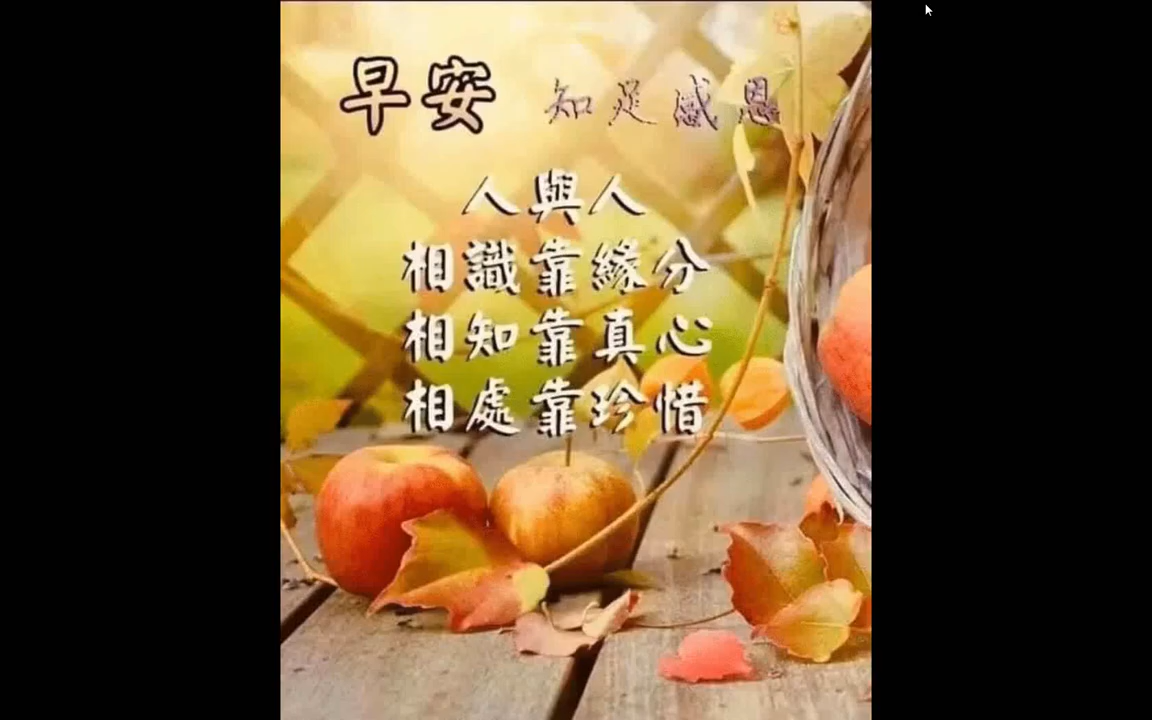 早安 知足感恩
人與人
相識靠緣分
相知靠真心
相處靠珍惜